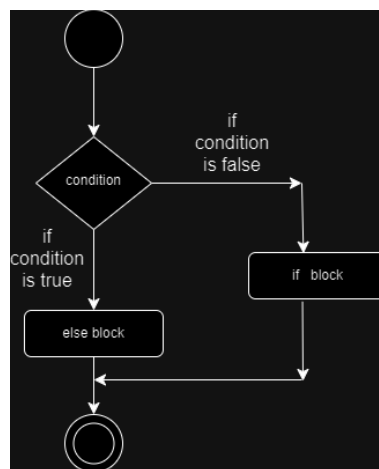 if
condition
is false
condition
if
condition
is true
if block
else block